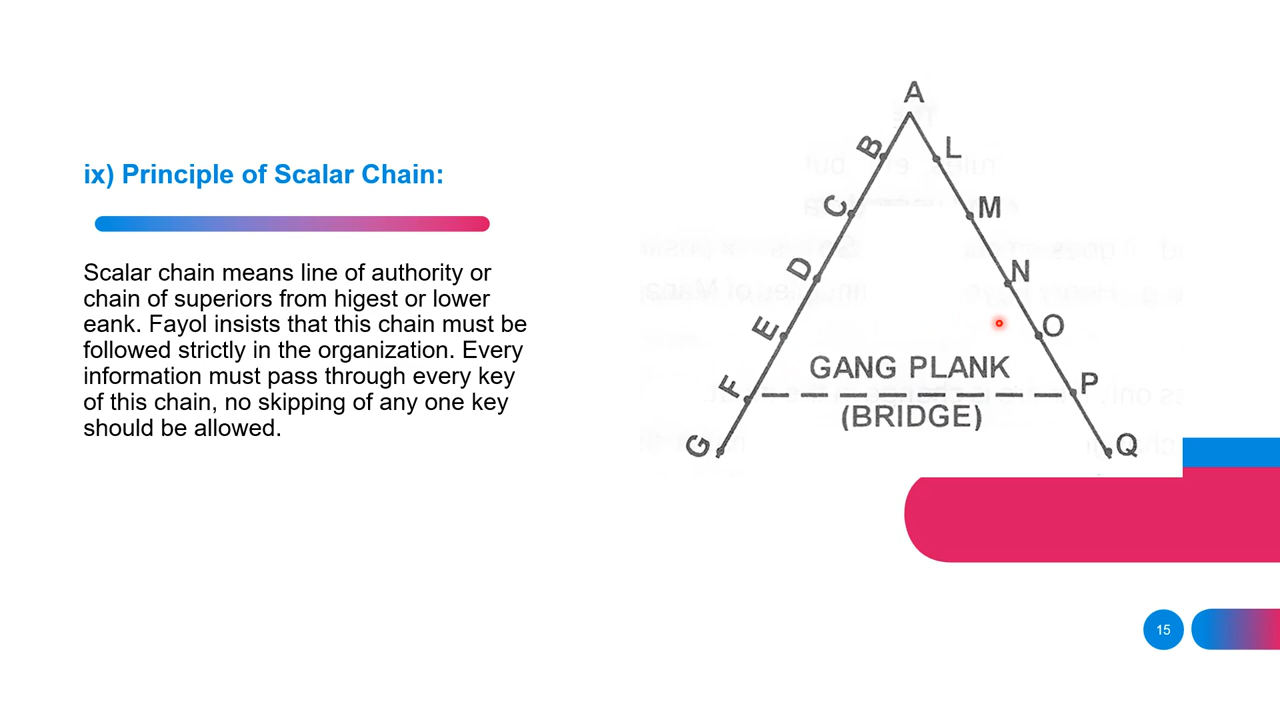 ix) Principle of Scalar Chain:
Scalar chain means line of authority or
chain of superiors from higest or lower
eank. Fayol insists that this chain must be
followed strictly in the organization. Every
information must pass through every key
of this chain, no skipping of any one key
should be allowed.
A
B
L
C
M
D
N
E
O
GANG PLANK
F
P
(BRIDGE)
G
Q
15